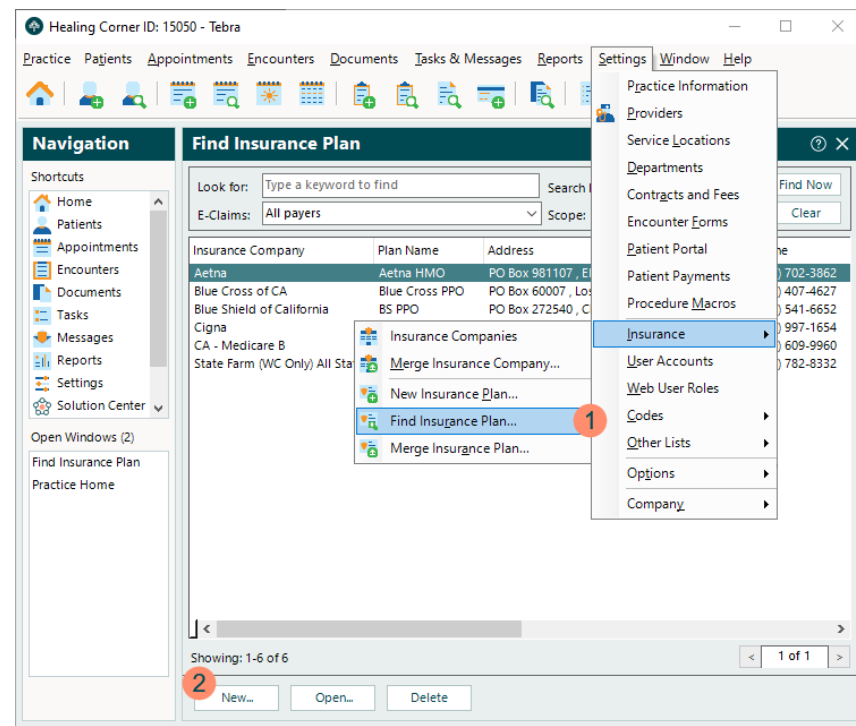 Healing Corner ID: 15050 - Tebra
Practice Patients Appointments Encounters Documents Tasks & Messages Reports Settings Window Help
Navigation
Shortcuts
Home
Patients
Appointments
Encounters
Documents
Tasks
Messages
Reports
Settings
Solution Center
Open Windows (2)
Find Insurance Plan
Practice Home
Find Insurance Plan
Look for: Type a keyword to find Search Find Now
E-Claims: All payers Scope: Clear
Insurance Company Plan Name Address
Aetna Aetna HMO PO Box 981107 , El ) 702-3862
Blue Cross of CA Blue Cross PPO PO Box 60007 , Los ) 407-4627
Blue Shield of California BS PPO PO Box 272540 , C ) 541-6652
Cigna ) 997-1654
CA - Medicare B ) 609-9960
State Farm (WC Only) All Sta ) 782-8332
Practice Information
Providers
Service Locations
Departments
Contracts and Fees
Encounter Forms
Patient Portal
Patient Payments
Procedure Macros
Insurance
User Accounts
Web User Roles
Codes
Other Lists
Options
Company
Insurance Companies
Merge Insurance Company...
New Insurance Plan...
Find Insurance Plan... 1
Merge Insurance Plan...
Showing: 1-6 of 6 < 1 of 1 >
2
New... Open... Delete